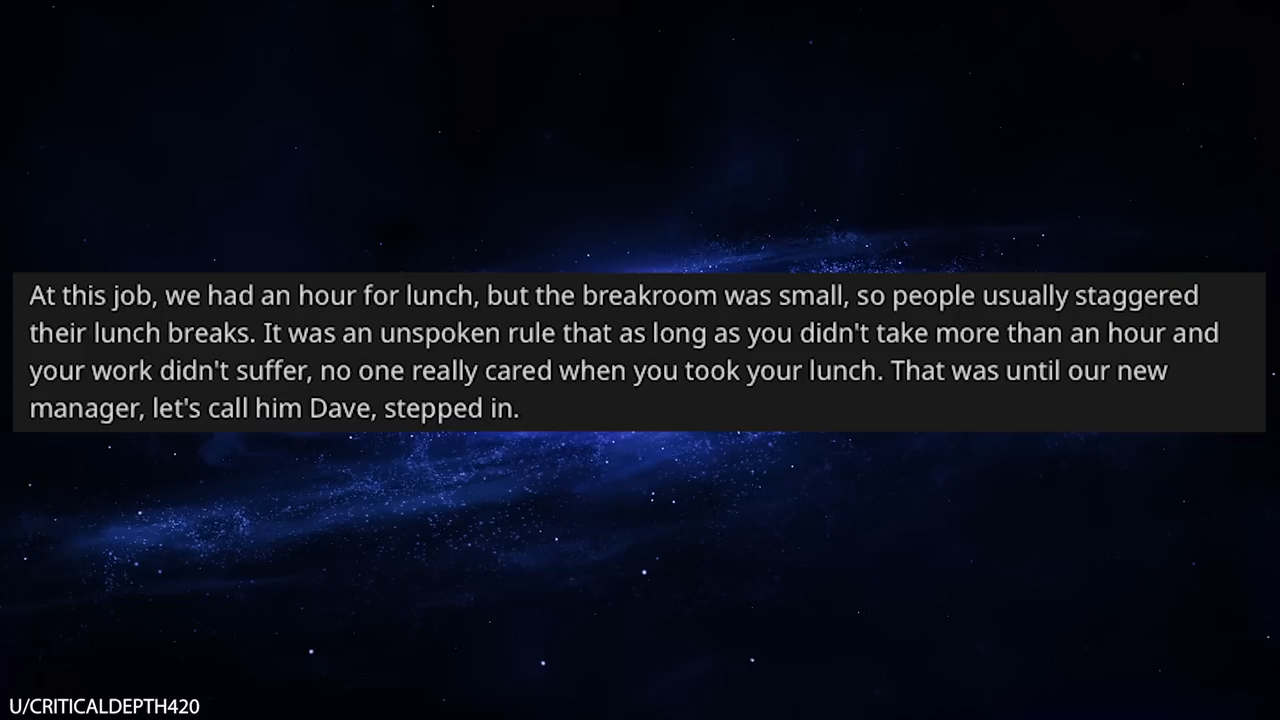 At this job, we had an hour for lunch, but the breakroom was small, so people usually staggered
their lunch breaks. It was an unspoken rule that as long as you didn't take more than an hour and
your work didn't suffer, no one really cared when you took your lunch. That was until our new
manager, let's call him Dave, stepped in.
U/CRITICALDEPTH420